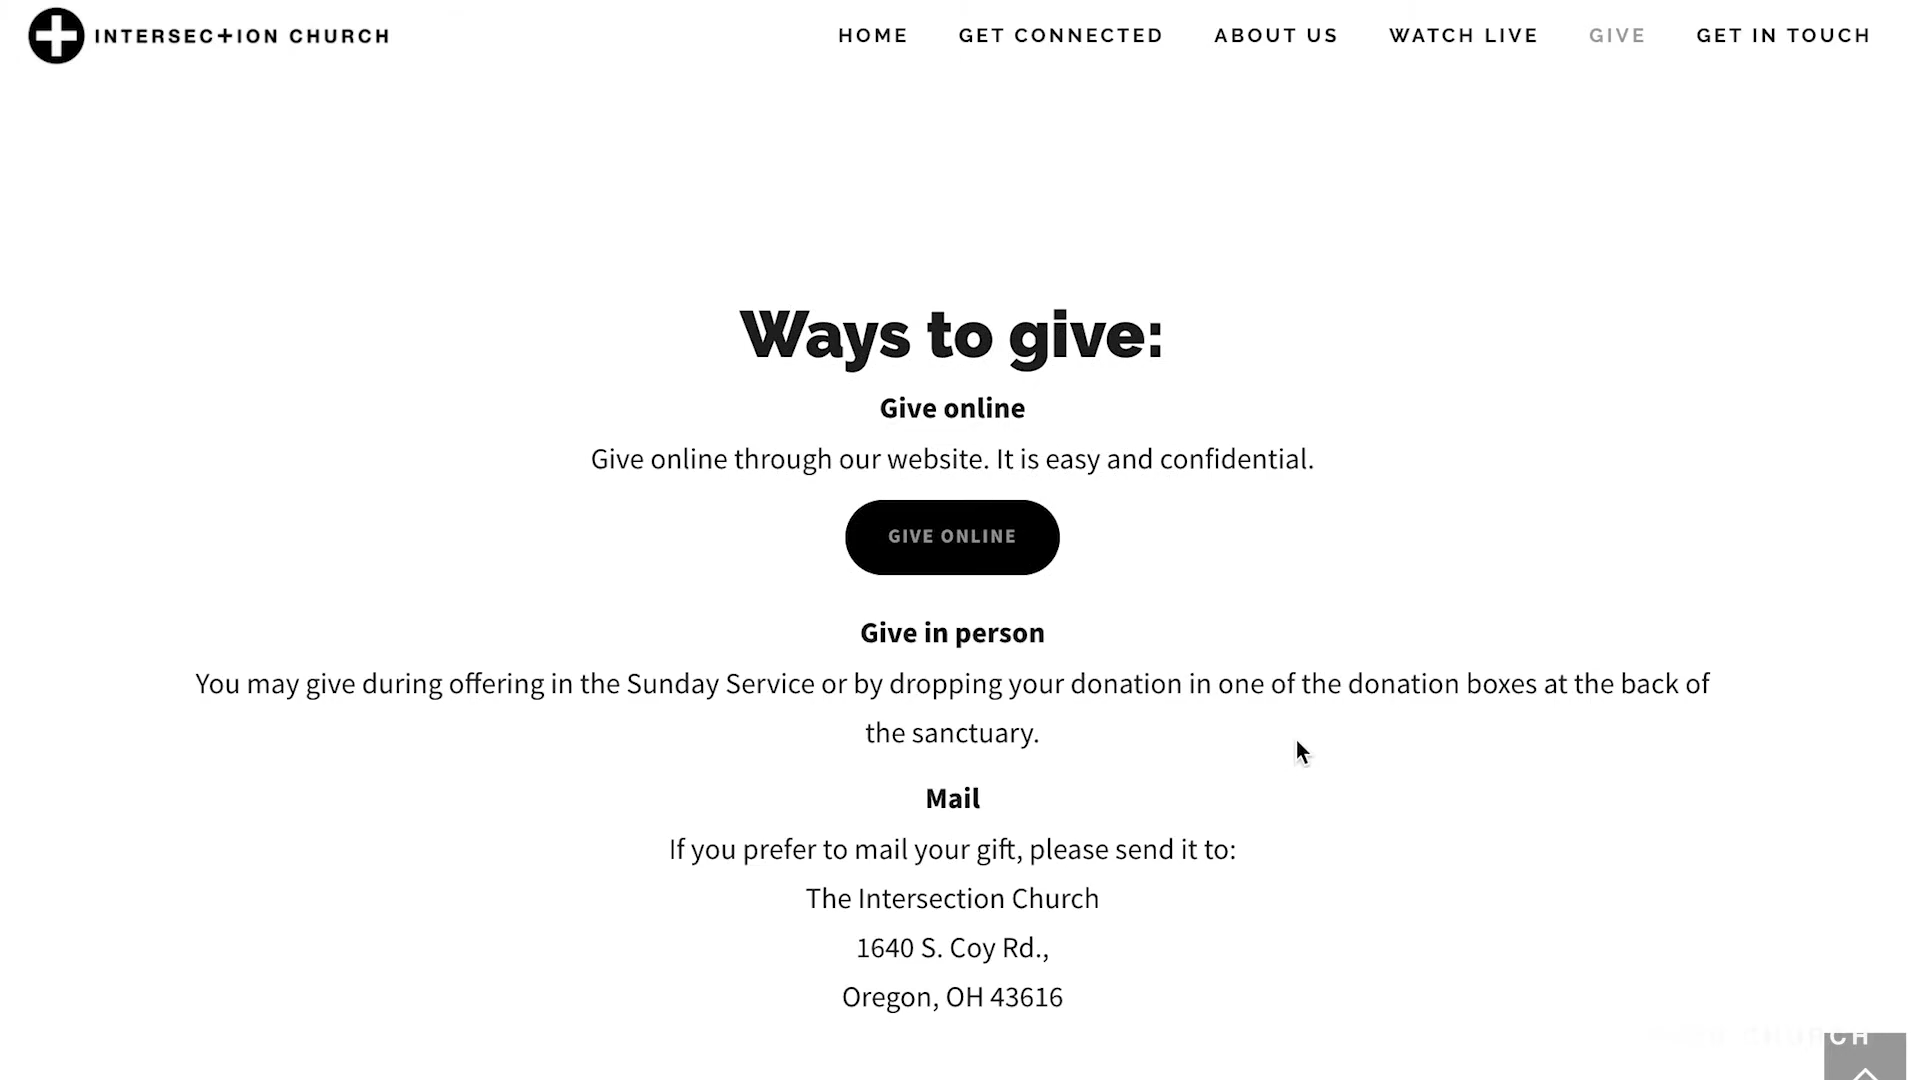 INTERSEC+ION CHURCH
HOME GET CONNECTED ABOUT US WATCH LIVE GIVE GET IN TOUCH
Ways to give:
Give online
Give online through our website. It is easy and confidential.
GIVE ONLINE
Give in person
You may give during offering in the Sunday Service or by dropping your donation in one of the donation boxes at the back of
the sanctuary.
Mail
If you prefer to mail your gift, please send it to:
The Intersection Church
1640 S. Coy Rd.,
Oregon, OH 43616
CHURCH